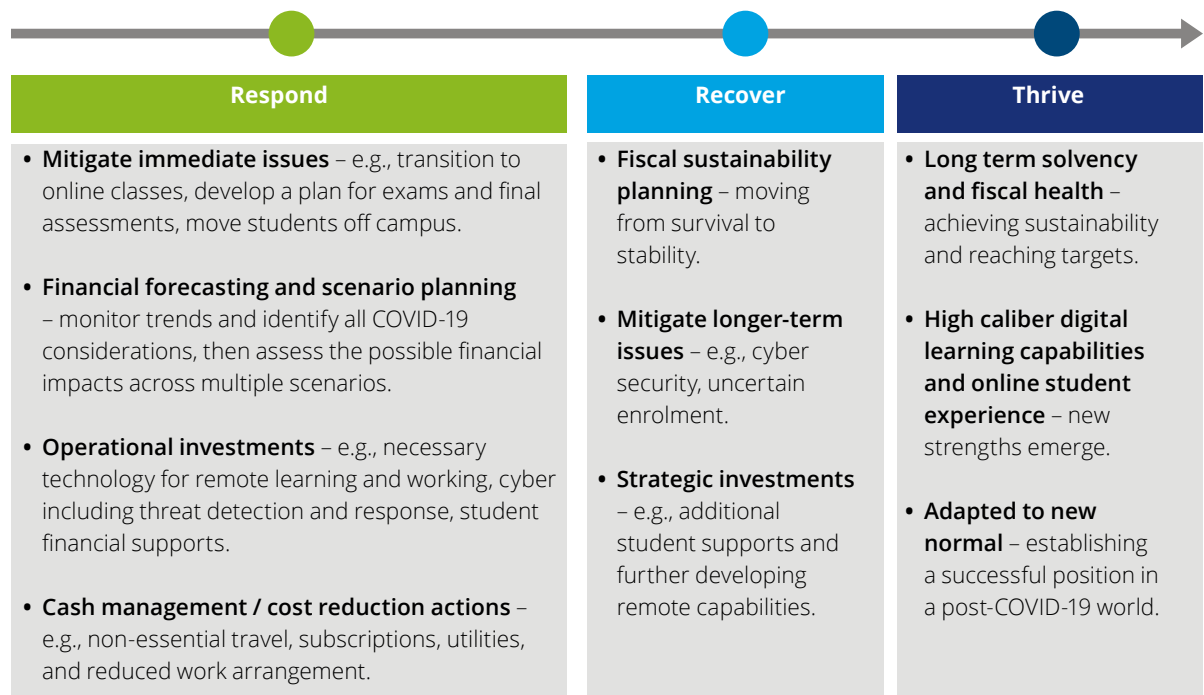 Respond
• Mitigate immediate issues – e.g., transition to
online classes, develop a plan for exams and final
assessments, move students off campus.
• Financial forecasting and scenario planning
– monitor trends and identify all COVID-19
considerations, then assess the possible financial
impacts across multiple scenarios.
• Operational investments – e.g., necessary
technology for remote learning and working, cyber
including threat detection and response, student
financial supports.
• Cash management / cost reduction actions –
e.g., non-essential travel, subscriptions, utilities,
and reduced work arrangement.
Recover
• Fiscal sustainability
planning – moving
from survival to
stability.
• Mitigate longer-term
issues – e.g., cyber
security, uncertain
enrolment.
• Strategic investments
– e.g., additional
student supports and
further developing
remote capabilities.
Thrive
• Long term solvency
and fiscal health –
achieving sustainability
and reaching targets.
• High caliber digital
learning capabilities
and online student
experience – new
strengths emerge.
• Adapted to new
normal – establishing
a successful position in
a post-COVID-19 world.